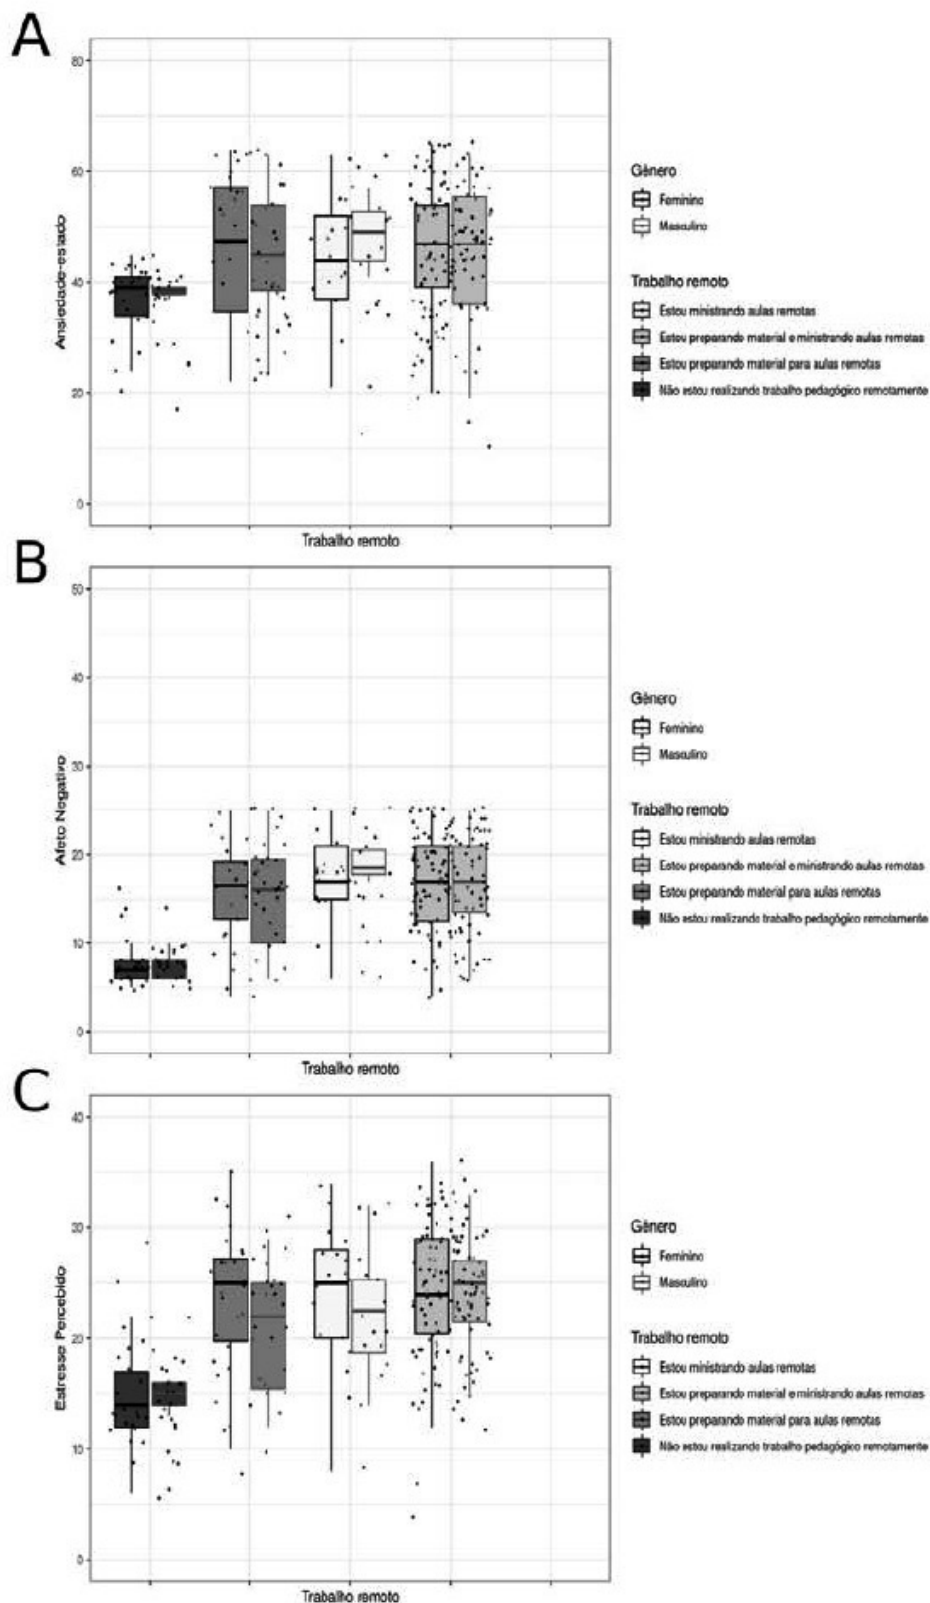 A
80
60
40
20
0
Ansiedade-estado
Trabalho remoto
Gênero
Feminino
Masculino
Trabalho remoto
Estou ministrando aulas remotas
Estou preparando material e ministrando aulas remotas
Estou preparando material para aulas remotas
Não estou realizando trabalho pedagógico remotamente
B
50
40
30
20
10
0
Afeto Negativo
Trabalho remoto
Gênero
Feminino
Masculino
Trabalho remoto
Estou ministrando aulas remotas
Estou preparando material e ministrando aulas remotas
Estou preparando material para aulas remotas
Não estou realizando trabalho pedagógico remotamente
C
40
30
20
10
0
Estresse Percebido
Trabalho remoto
Gênero
Feminino
Masculino
Trabalho remoto
Estou ministrando aulas remotas
Estou preparando material e ministrando aulas remotas
Estou preparando material para aulas remotas
Não estou realizando trabalho pedagógico remotamente